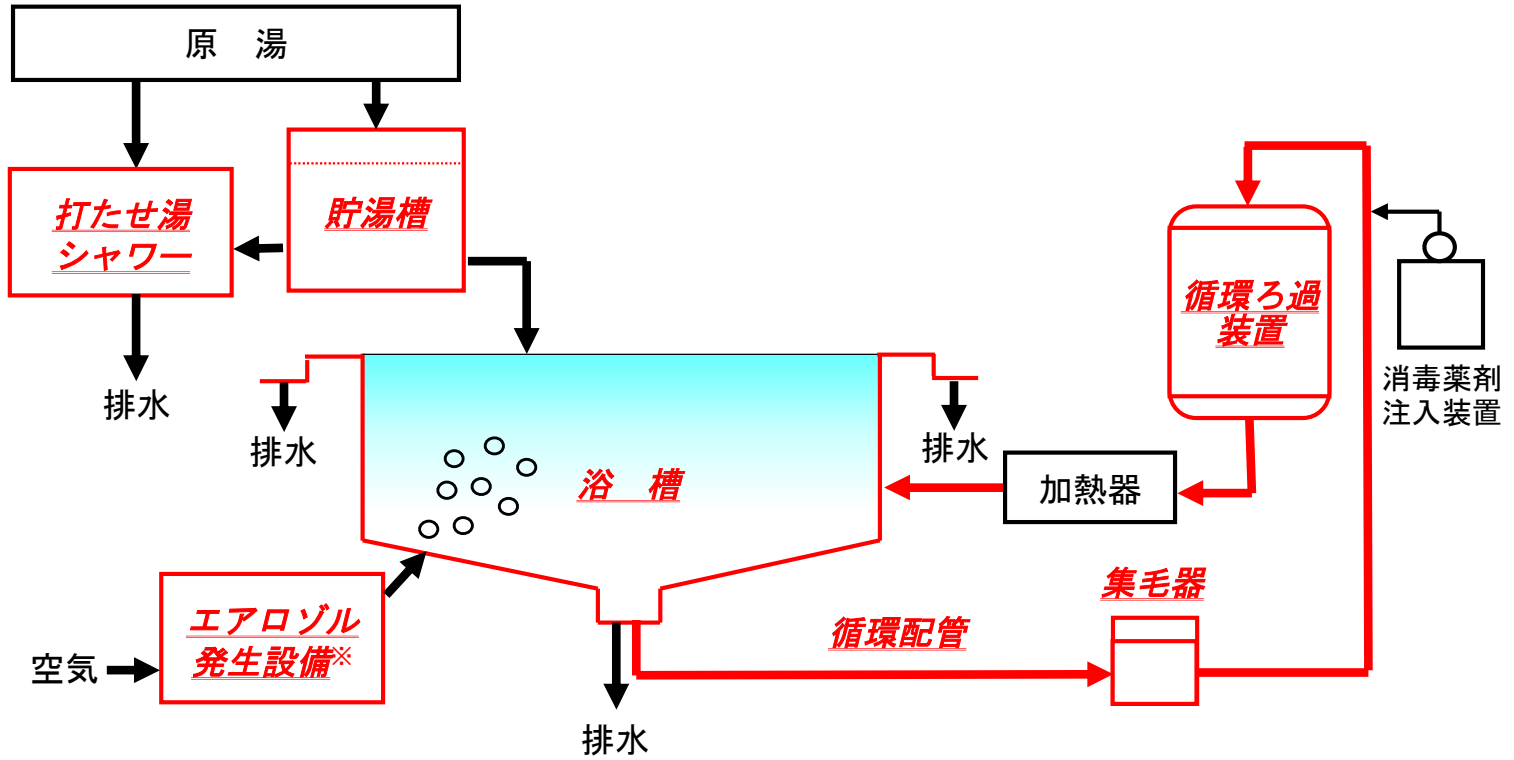 原　湯
打たせ湯
シャワー
貯湯槽
循環ろ過
装置
消毒薬剤
注入装置
排水
排水
排水
浴　槽
加熱器
エアロゾル
発生設備※
空気
循環配管
集毛器
排水